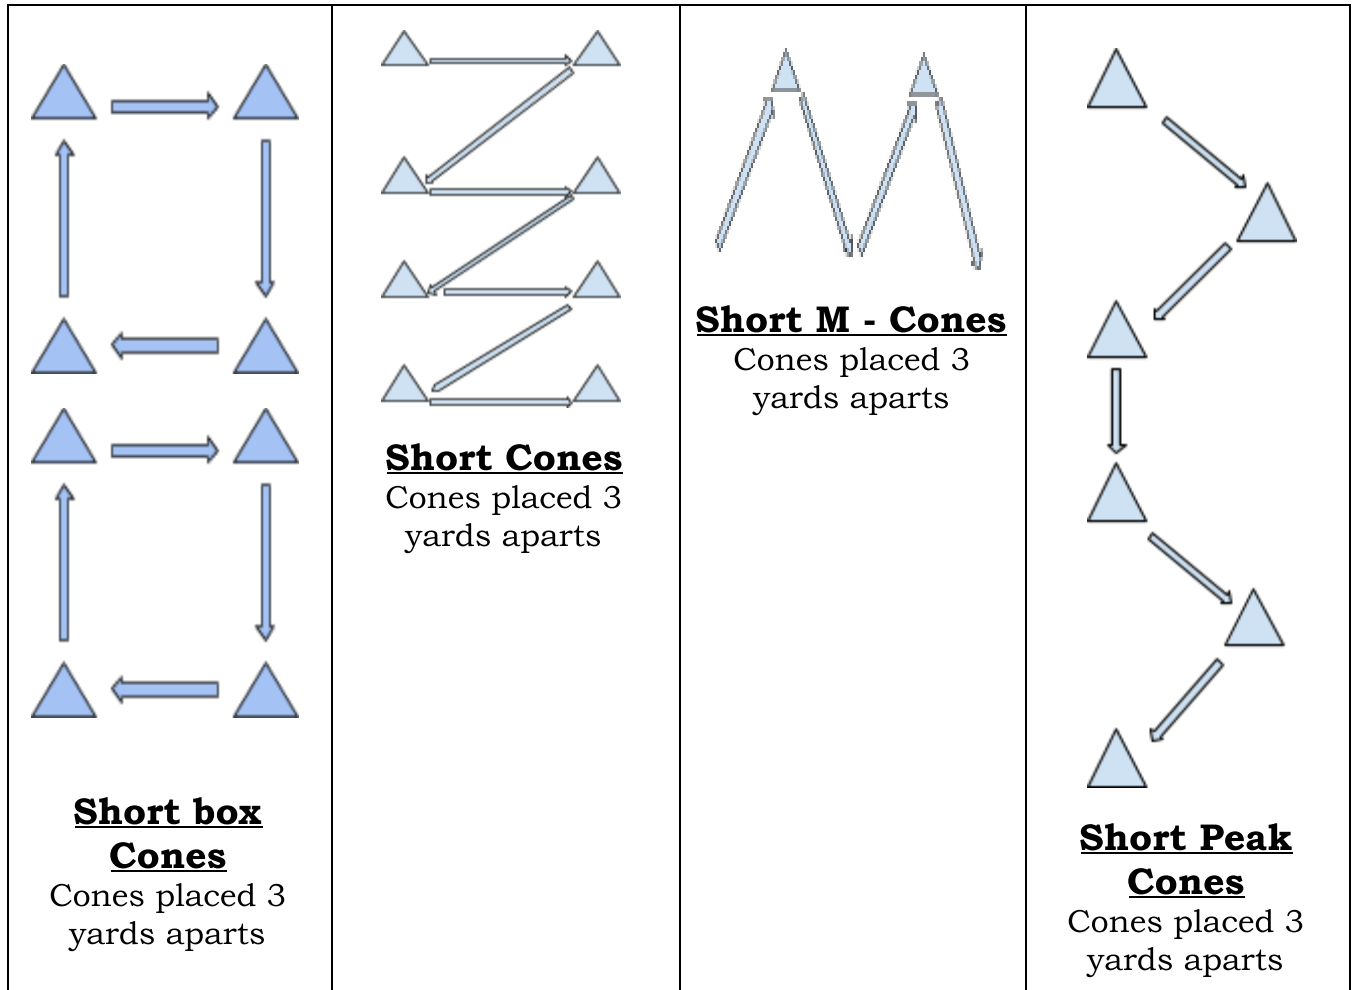 Short box
Cones
Cones placed 3
yards aparts
Short Cones
Cones placed 3
yards aparts
Short M - Cones
Cones placed 3
yards aparts
Short Peak
Cones
Cones placed 3
yards aparts